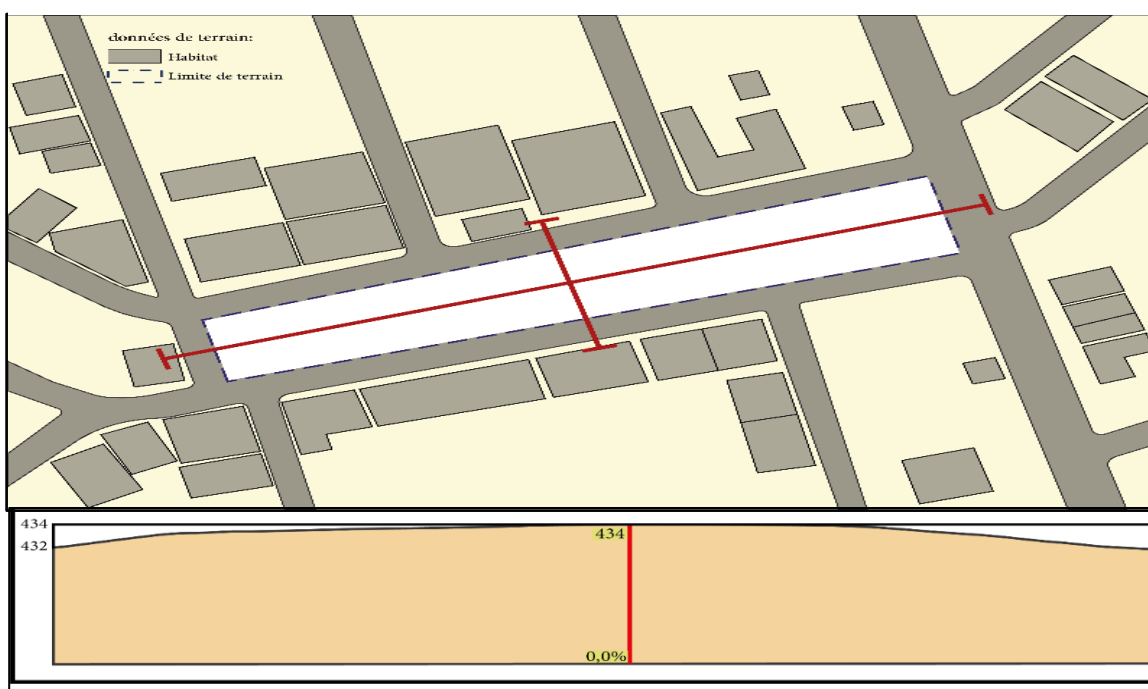 données de terrain:
Habitat
Limite de terrain
434
432
434
0,0%